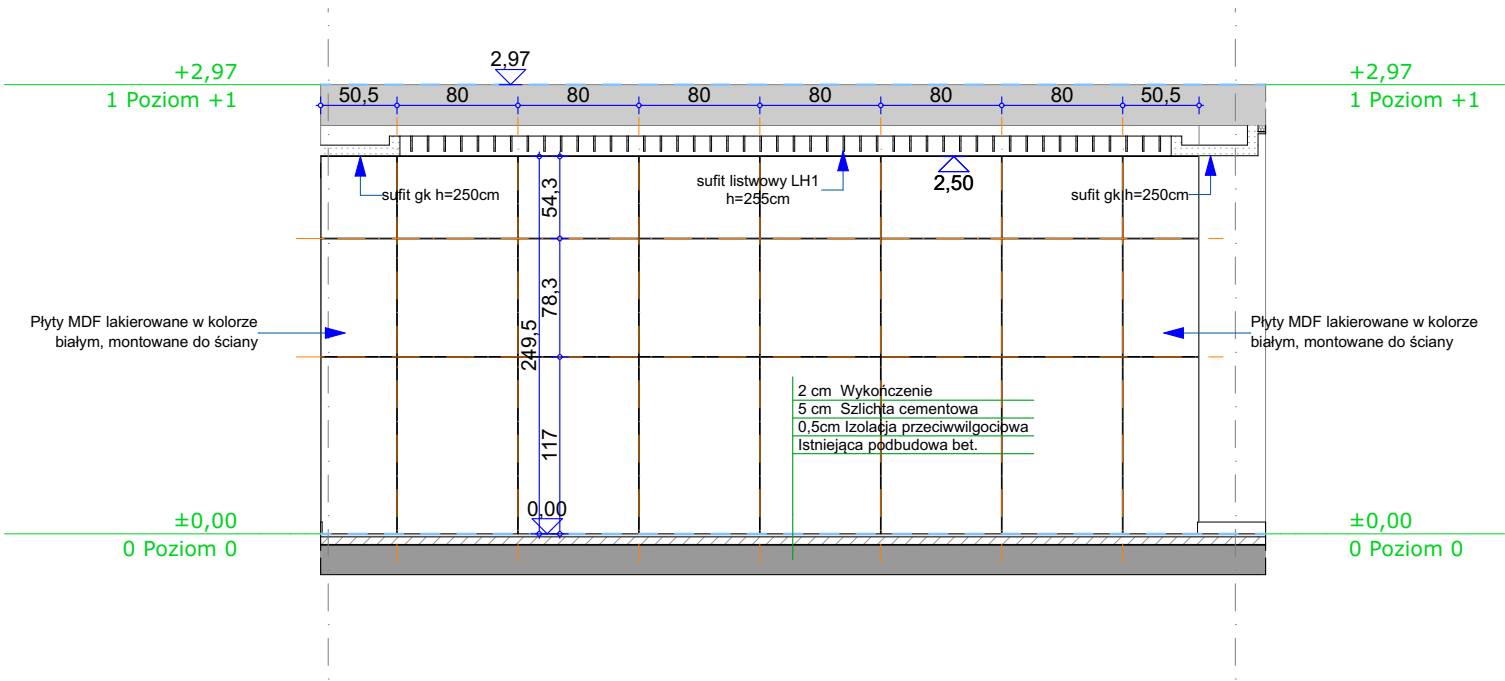 2,97
+2,97
1 Poziom +1
+2,97
1 Poziom +1
50,5 80 80 80 80 80 80 50,5
sufit gk h=250cm
sufit listwowy LH1
h=255cm
2,50
sufit gk h=250cm
54,3
78,3
249,5
117
Płyty MDF lakierowane w kolorze
białym, montowane do ściany
Płyty MDF lakierowane w kolorze
białym, montowane do ściany
2 cm Wykończenie
5 cm Szlichta cementowa
0,5cm Izolacja przeciwwilgociowa
Istniejąca podbudowa bet.
0,00
±0,00
0 Poziom 0
±0,00
0 Poziom 0